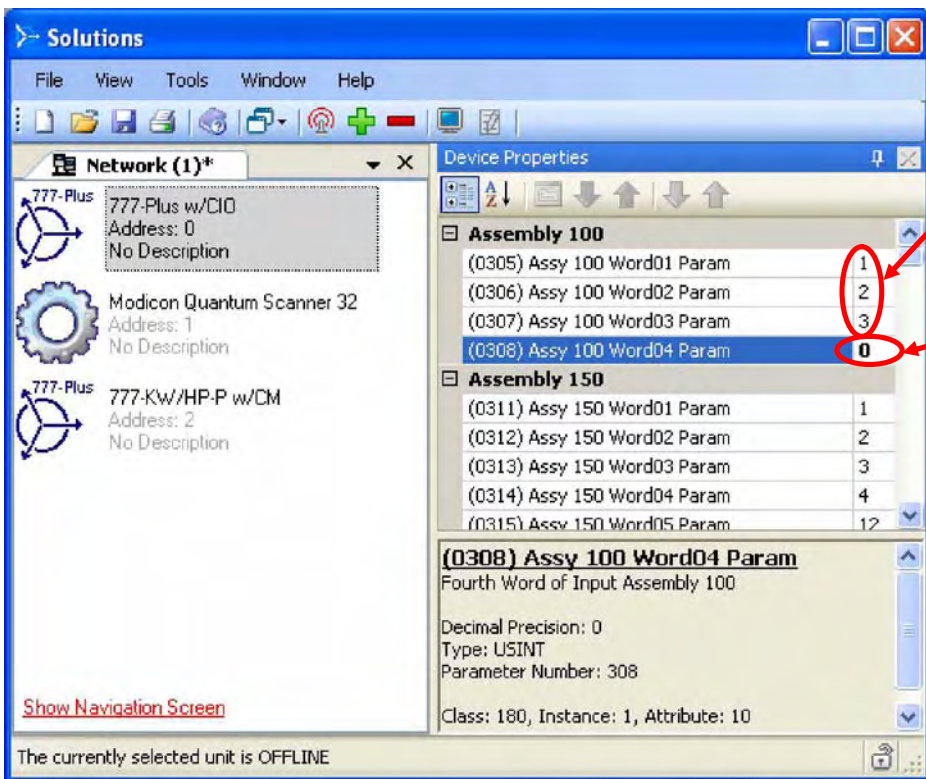 Solutions
File View Tools Window Help
Network (1)*
777-Plus
777-Plus w/CIO
Address: 0
No Description
Modicon Quantum Scanner 32
Address: 1
No Description
777-Plus
777-KW/HP-P w/CM
Address: 2
No Description
Show Navigation Screen
Device Properties
Assembly 100
(0305) Assy 100 Word01 Param 1
(0306) Assy 100 Word02 Param 2
(0307) Assy 100 Word03 Param 3
(0308) Assy 100 Word04 Param 0
Assembly 150
(0311) Assy 150 Word01 Param 1
(0312) Assy 150 Word02 Param 2
(0313) Assy 150 Word03 Param 3
(0314) Assy 150 Word04 Param 4
(0315) Assy 150 Word05 Param 12
(0308) Assy 100 Word04 Param
Fourth Word of Input Assembly 100
Decimal Precision: 0
Type: USINT
Parameter Number: 308
Class: 180, Instance: 1, Attribute: 10
The currently selected unit is OFFLINE